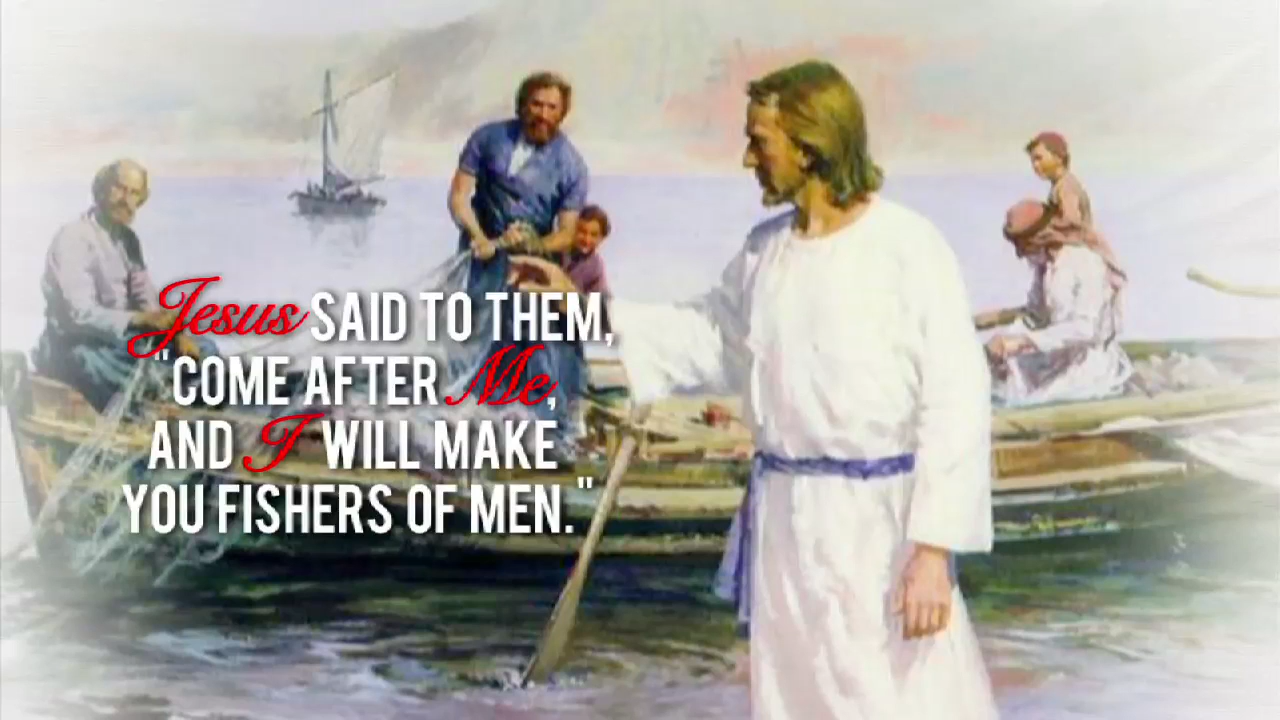 Jesus SAID TO THEM,
"COME AFTER Me,
AND I WILL MAKE
YOU FISHERS OF MEN."